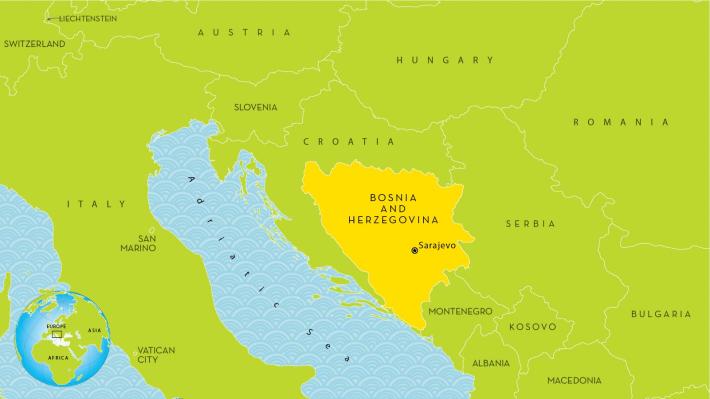 LIECHTENSTEIN
SWITZERLAND
AUSTRIA
HUNGARY
SLOVENIA
ROMANIA
CROATIA
ITALY
Adriatic Sea
BOSNIA
AND
HERZEGOVINA
SERBIA
SAN
MARINO
Sarajevo
MONTENEGRO
KOSOVO
BULGARIA
EUROPE
ASIA
AFRICA
VATICAN
CITY
ALBANIA
MACEDONIA